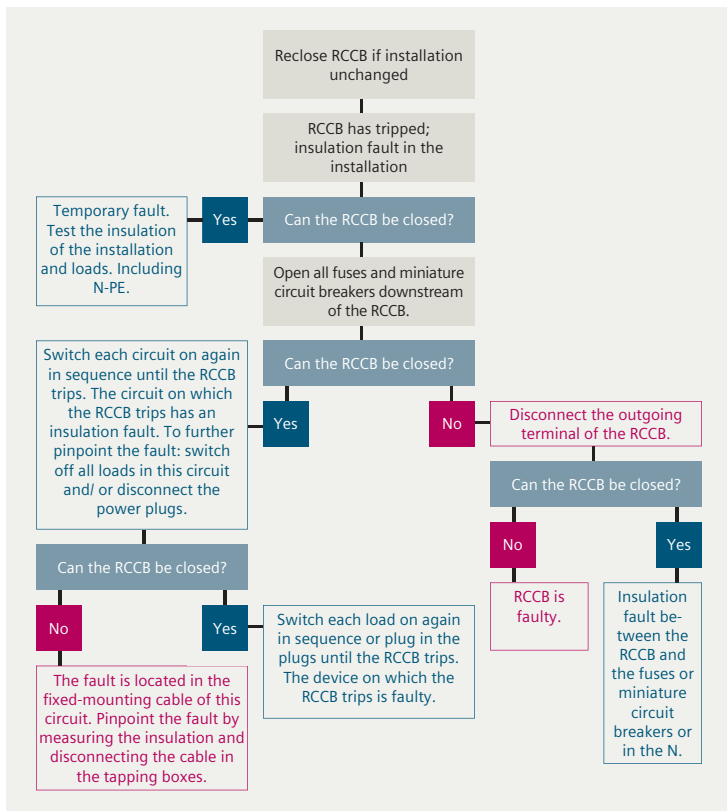 Reclose RCCB if installation
unchanged
RCCB has tripped;
insulation fault in the
installation
Can the RCCB be closed?
Yes
Temporary fault.
Test the insulation
of the installation
and loads. Including
N-PE.
Open all fuses and miniature
circuit breakers downstream
of the RCCB.
Can the RCCB be closed?
Yes
No
Switch each circuit on again
in sequence until the RCCB
trips. The circuit on which
the RCCB trips has an
insulation fault. To further
pinpoint the fault: switch
off all loads in this circuit
and/ or disconnect the
power plugs.
Disconnect the outgoing
terminal of the RCCB.
Can the RCCB be closed?
No
Yes
RCCB is
faulty.
Insulation
fault be-
tween the
RCCB and
the fuses or
miniature
circuit
breakers or
in the N.
Can the RCCB be closed?
No
Yes
Switch each load on again
in sequence or plug in the
plugs until the RCCB trips.
The device on which the
RCCB trips is faulty.
The fault is located in the
fixed-mounting cable of this
circuit. Pinpoint the fault by
measuring the insulation and
disconnecting the cable in
the tapping boxes.